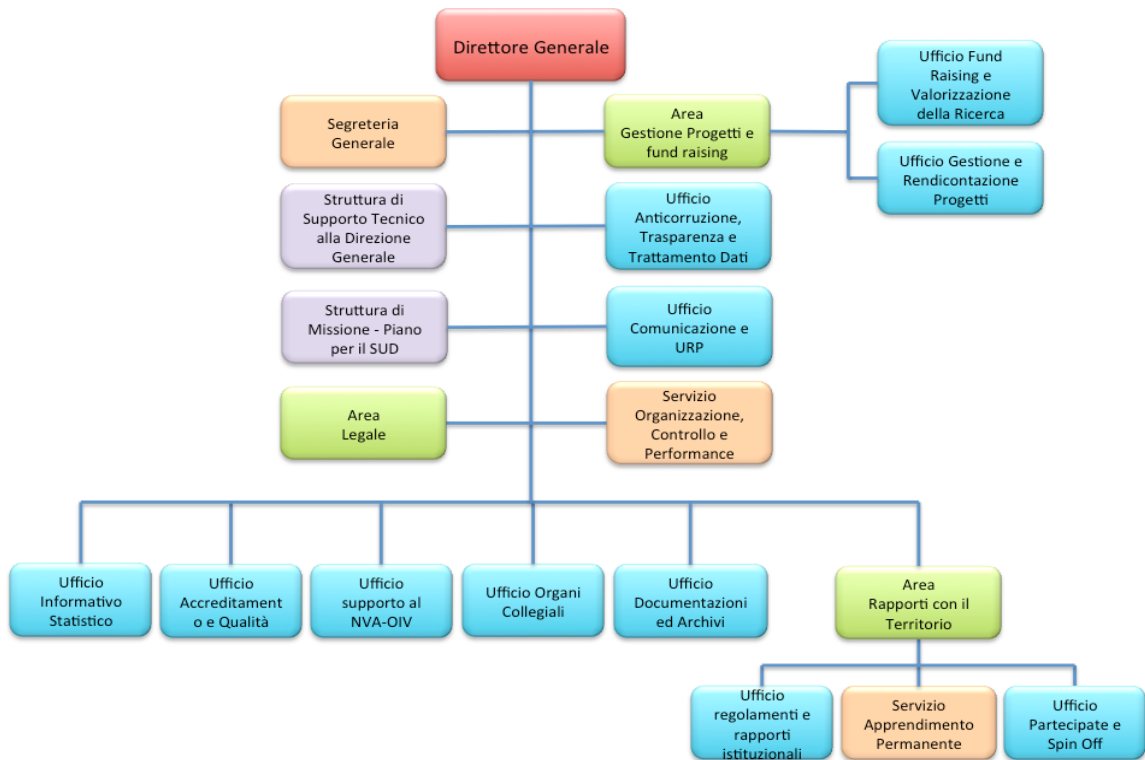 Direttore Generale
Segreteria
Generale
Area
Gestione Progetti e
fund raising
Ufficio Fund
Raising e
Valorizzazione
della Ricerca
Ufficio Gestione e
Rendicontazione
Progetti
Struttura di
Supporto Tecnico
alla Direzione
Generale
Ufficio
Anticorruzione,
Trasparenza e
Trattamento Dati
Struttura di
Missione - Piano
per il SUD
Ufficio
Comunicazione e
URP
Area
Legale
Servizio
Organizzazione,
Controllo e
Performance
Ufficio
Informativo
Statistico
Ufficio
Accreditament
o e Qualità
Ufficio
supporto al
NVA-OIV
Ufficio Organi
Collegiali
Ufficio
Documentazioni
ed Archivi
Area
Rapporti con il
Territorio
Ufficio
regolamenti e
rapporti
istituzionali
Servizio
Apprendimento
Permanente
Ufficio
Partecipate e
Spin Off